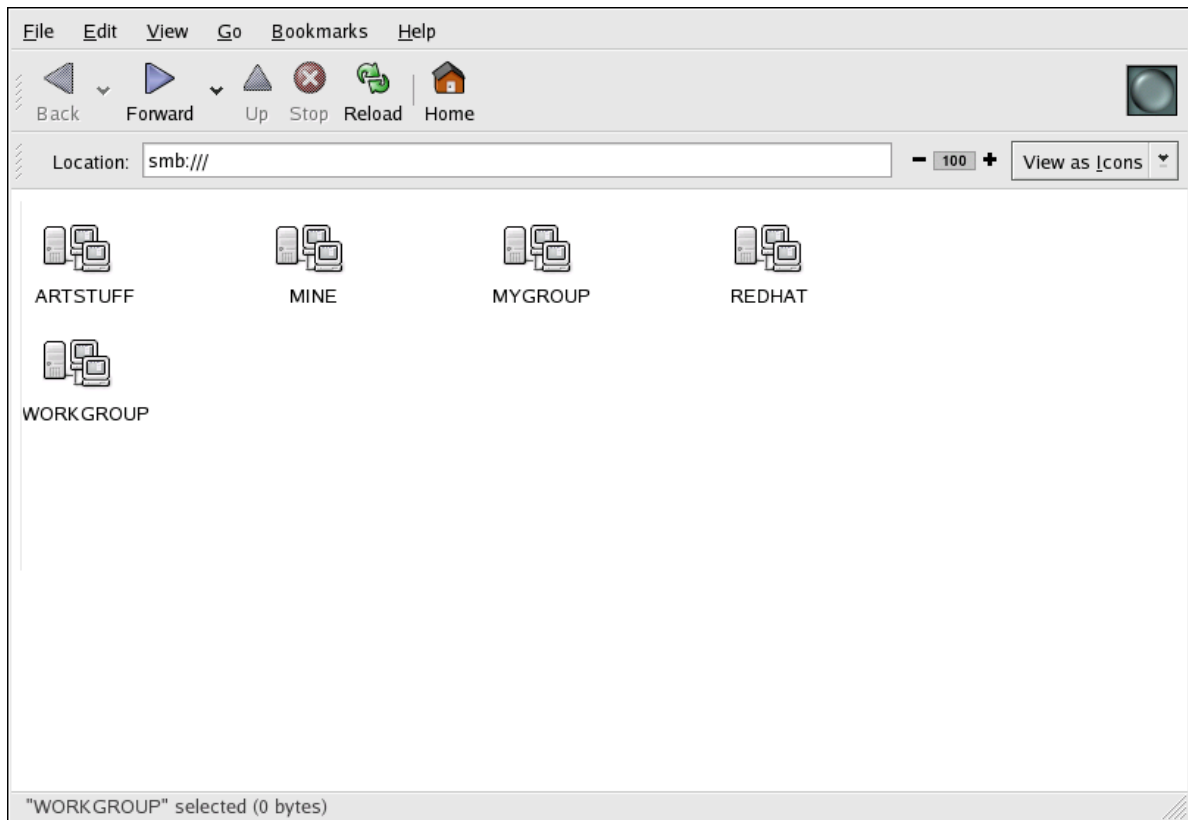 File Edit View Go Bookmarks Help
Back Forward Up Stop Reload Home
Location: smb:/// 100 View as Icons
ARTSTUFF MINE MYGROUP REDHAT
WORKGROUP
"WORKGROUP" selected (0 bytes)